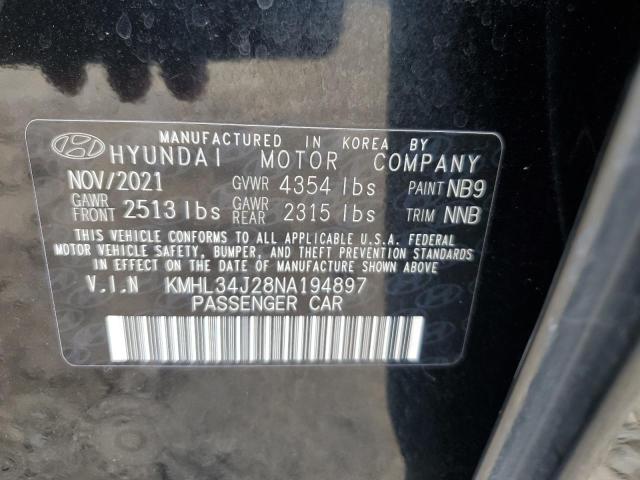 MANUFACTURED IN KOREA BY
HYUNDAI MOTOR COMPANY
NOV/2021 GVWR 4354 lbs PAINT NB9
GAWR FRONT 2513 lbs GAWR REAR 2315 lbs TRIM NNB
THIS VEHICLE CONFORMS TO ALL APPLICABLE U.S.A. FEDERAL
MOTOR VEHICLE SAFETY, BUMPER, AND THEFT PREVENTION STANDARDS
IN EFFECT ON THE DATE OF MANUFACTURE SHOWN ABOVE.
V.I.N KMHL34J28NA194897
PASSENGER CAR